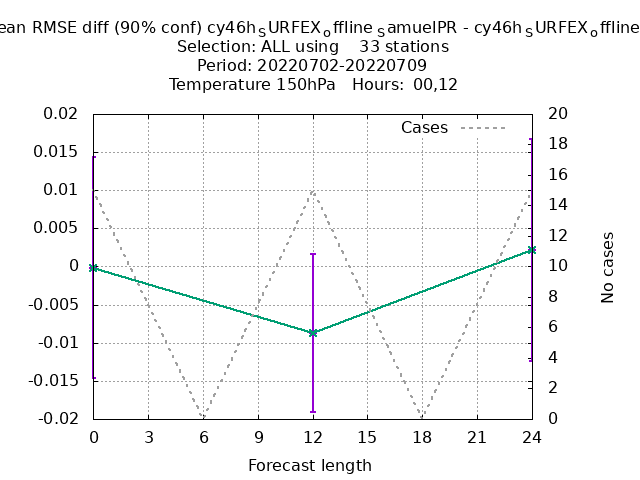 ean RMSE diff (90% conf) cy46hSURFEXoffline samuelPR - cy46hSURFEXoffline
Selection: ALL using 33 stations
Period: 20220702-20220709
Temperature 150hPa Hours: 00,12
Cases
0.02
0.015
0.01
0.005
0
-0.005
-0.01
-0.015
-0.02
20
18
16
14
12
10
8
6
4
2
0
No cases
0 3 6 9 12 15 18 21 24
Forecast length